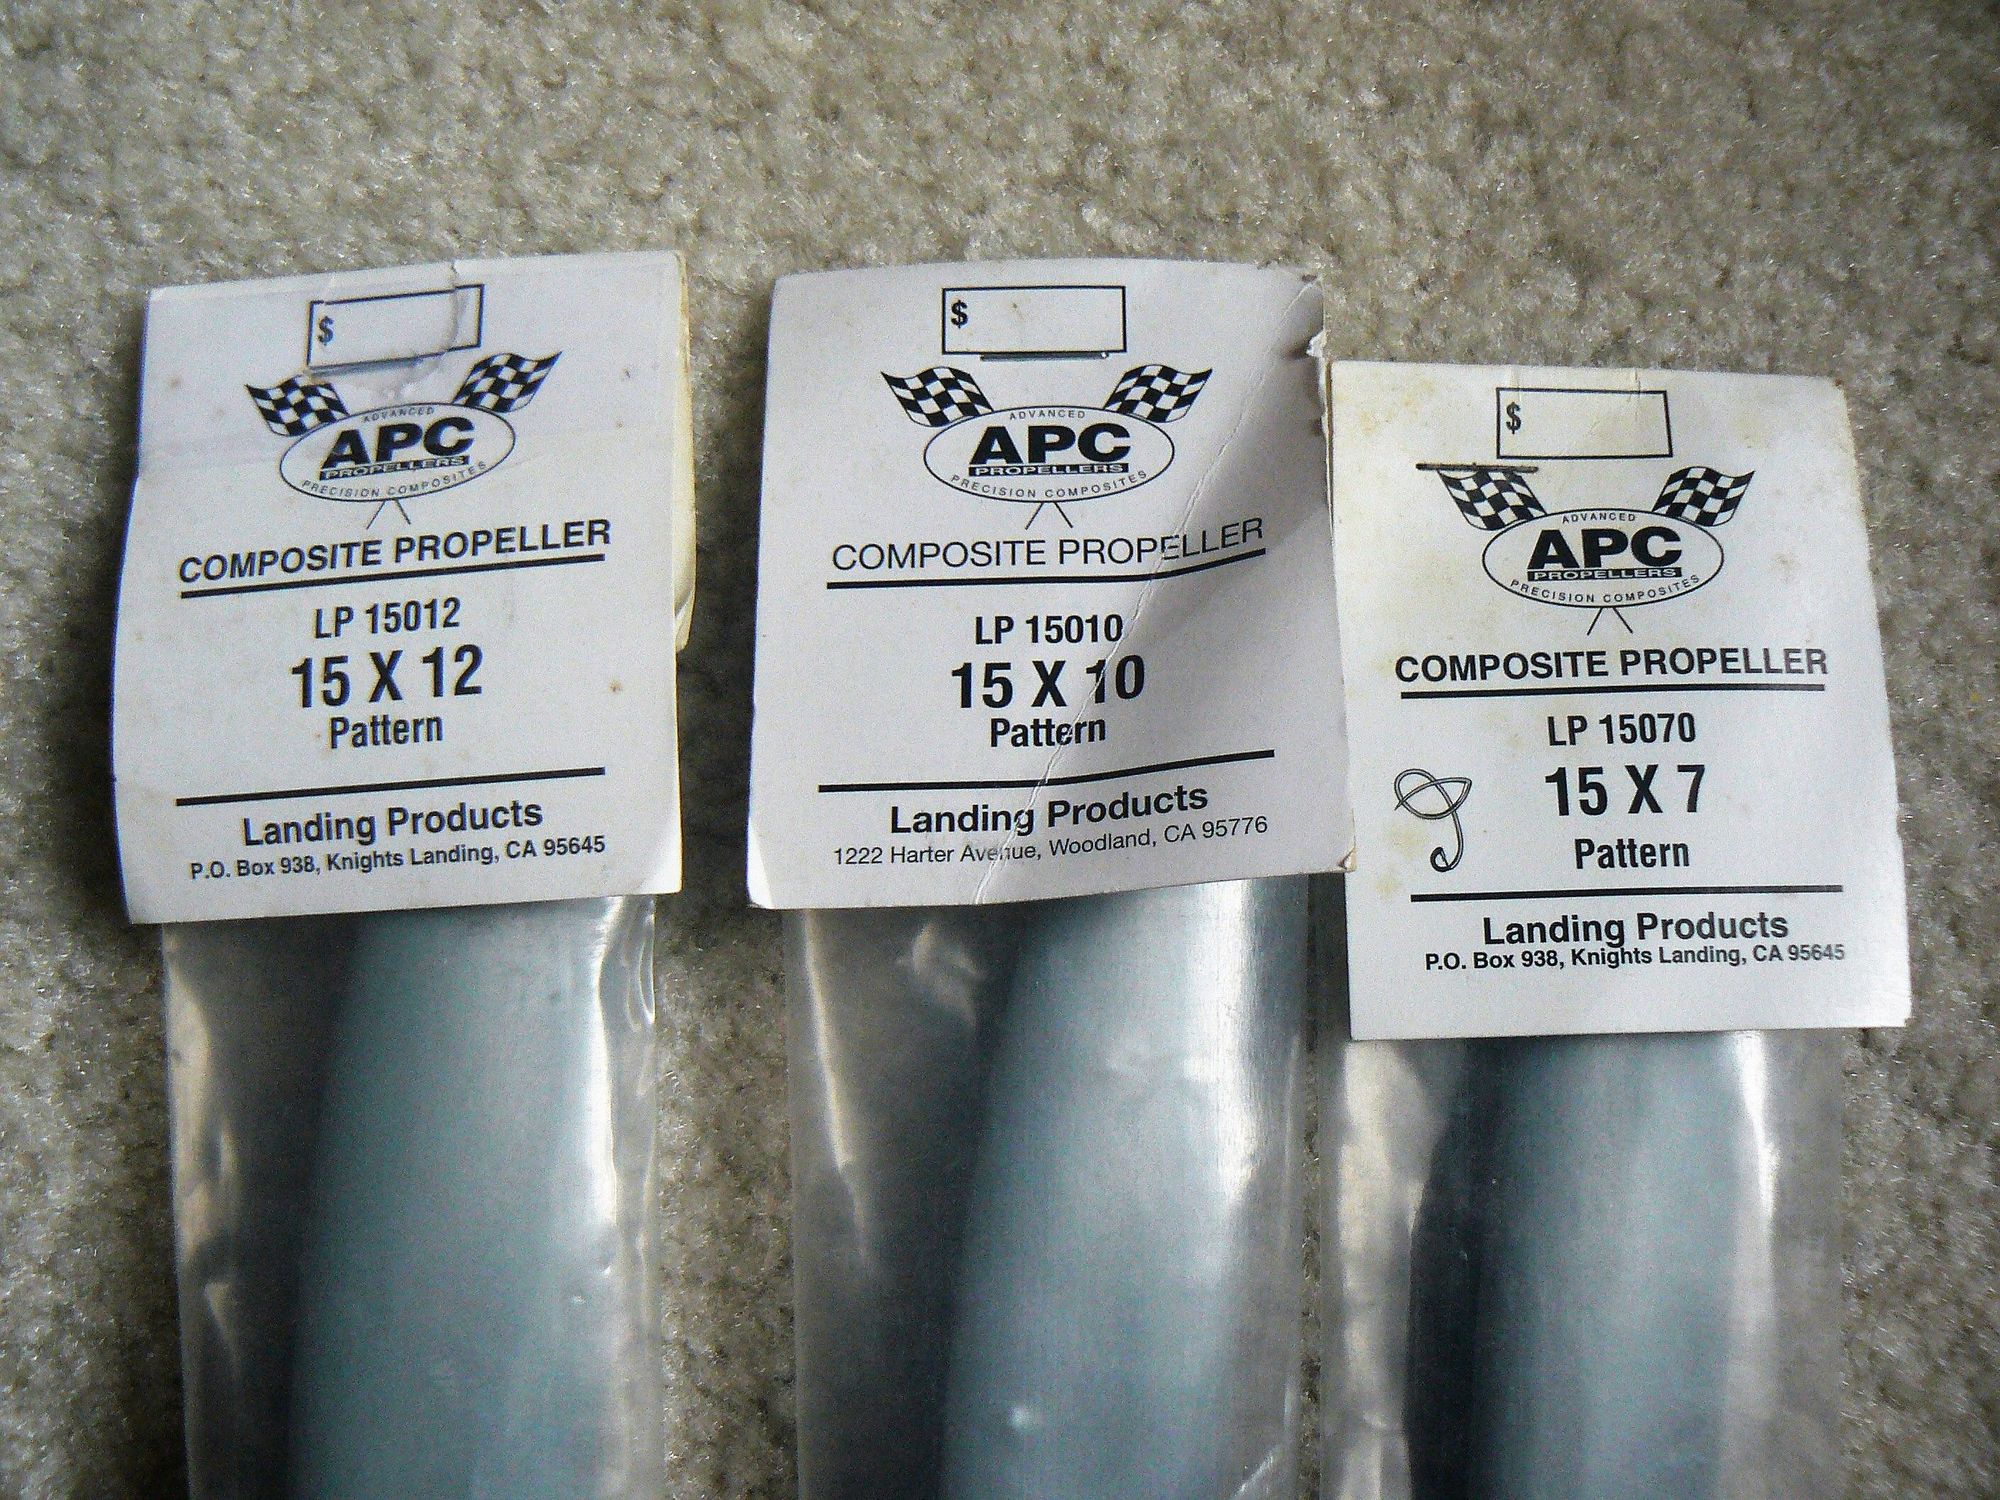 $
ADVANCED
APC
PROPELLERS
PRECISION COMPOSITES
COMPOSITE PROPELLER
LP 15012
15 X 12
Pattern
Landing Products
P.O. Box 938, Knights Landing, CA 95645
$
ADVANCED
APC
PROPELLERS
PRECISION COMPOSITES
COMPOSITE PROPELLER
LP 15010
15 X 10
Pattern
Landing Products
1222 Harter Avenue, Woodland, CA 95776
$
ADVANCED
APC
PROPELLERS
PRECISION COMPOSITES
COMPOSITE PROPELLER
LP 15070
15 X 7
Pattern
Landing Products
P.O. Box 938, Knights Landing, CA 95645